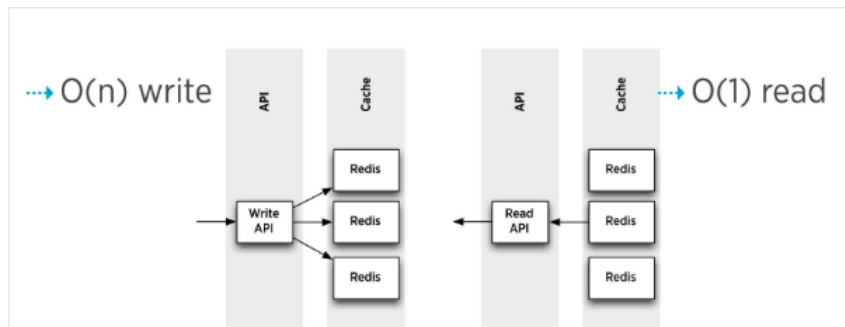 O(n) write
API
Cache
Redis
Write
API
Redis
Redis
API
Cache
O(1) read
Redis
Read
API
Redis
Redis